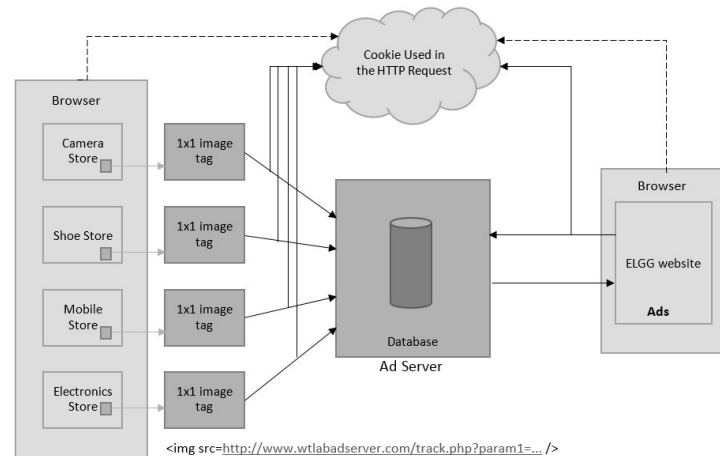 Cookie Used in
the HTTP Request
Browser
Camera
Store
1x1 image
tag
Shoe Store
1x1 image
tag
Mobile
Store
1x1 image
tag
Electronics
Store
1x1 image
tag
Database
Ad Server
Browser
ELGG website
Ads
<img src=http://www.wtlabadserver.com/track.php?param1=... />